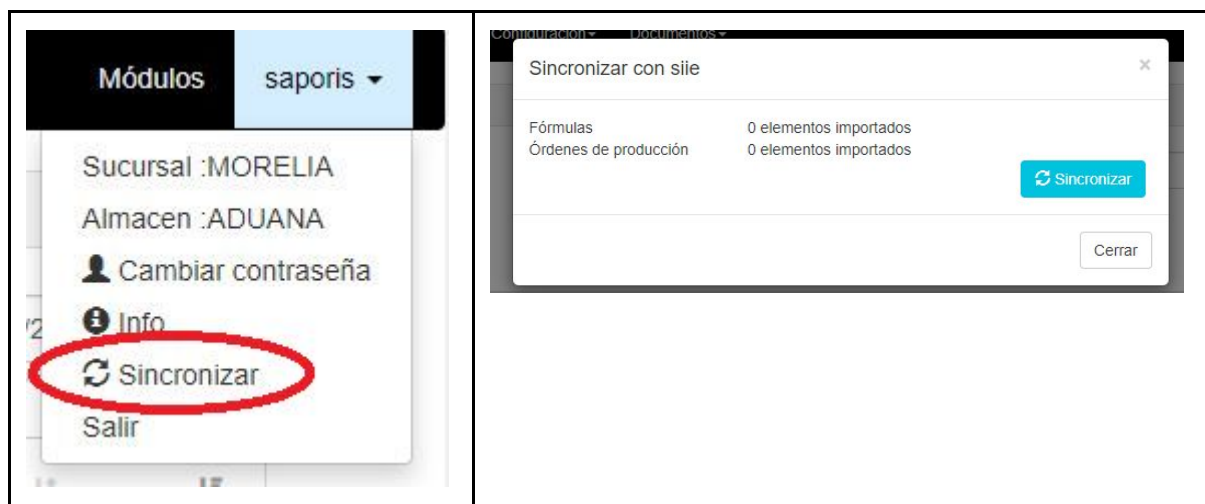 Módulos saporis
Sucursal :MORELIA
Almacen :ADUANA
Cambiar contraseña
Info
Sincronizar
Salir
Configuración Documentos
Sincronizar con siie ×
Fórmulas 0 elementos importados
Órdenes de producción 0 elementos importados
Sincronizar
Cerrar